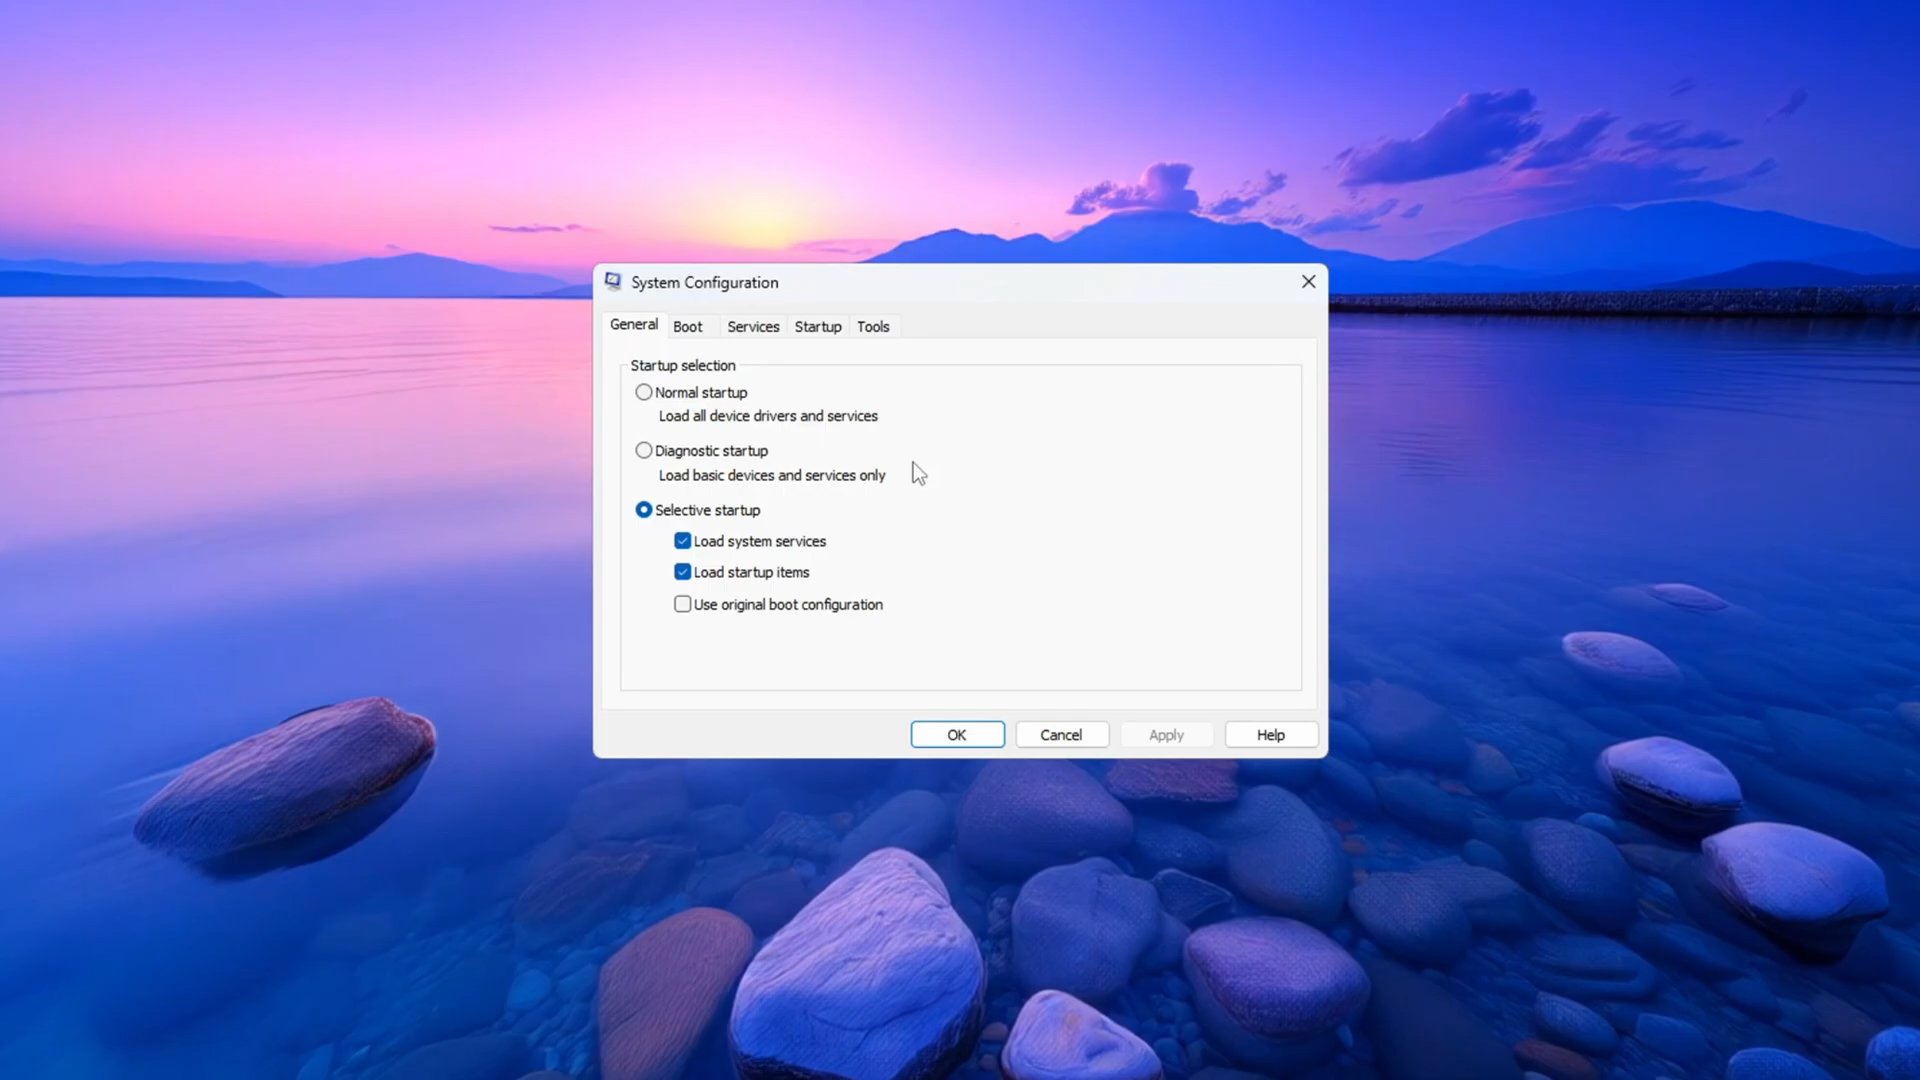 System Configuration
General Boot Services Startup Tools
Startup selection
Normal startup
Load all device drivers and services
Diagnostic startup
Load basic devices and services only
Selective startup
Load system services
Load startup items
Use original boot configuration
OK Cancel Apply Help